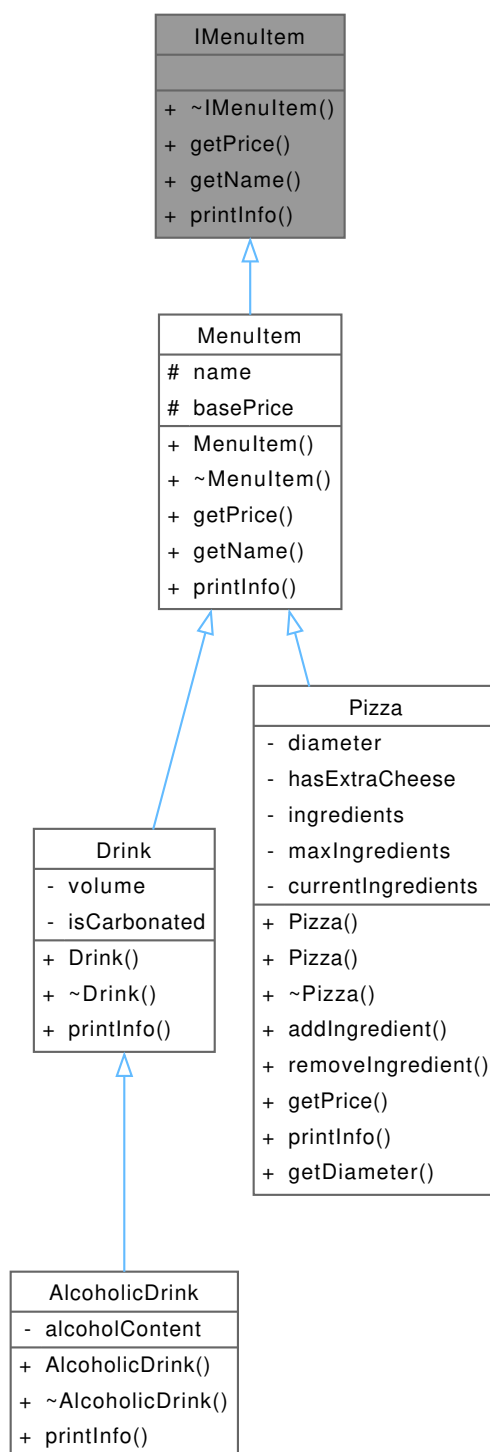 IMenuItem
+ ~IMenuItem()
+ getPrice()
+ getName()
+ printInfo()
MenuItem
# name
# basePrice
+ MenuItem()
+ ~MenuItem()
+ getPrice()
+ getName()
+ printInfo()
Drink
- volume
- isCarbonated
+ Drink()
+ ~Drink()
+ printInfo()
Pizza
- diameter
- hasExtraCheese
- ingredients
- maxIngredients
- currentIngredients
+ Pizza()
+ Pizza()
+ ~Pizza()
+ addIngredient()
+ removeIngredient()
+ getPrice()
+ printInfo()
+ getDiameter()
AlcoholicDrink
- alcoholContent
+ AlcoholicDrink()
+ ~AlcoholicDrink()
+ printInfo()